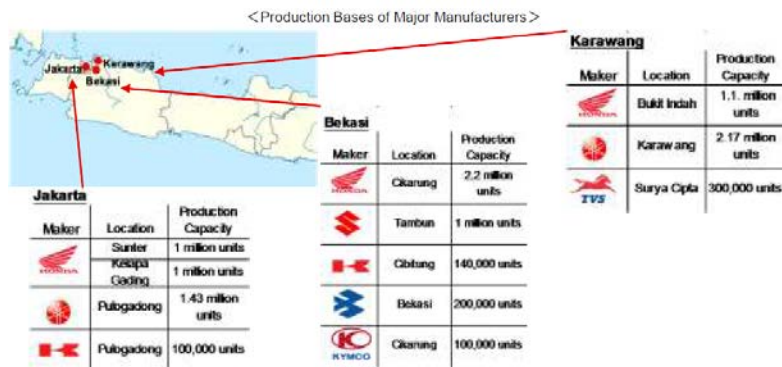 ＜Production Bases of Major Manufacturers＞
Jakarta
Karawang
Bekasi
Karawang
Maker Location Production Capacity
HONDA Bukit Indah 1.1. million units
Karawang 2.17 million units
TVS Surya Cipta 300,000 units
Bekasi
Maker Location Production Capacity
HONDA Cikarung 2.2 million units
Tambun 1 million units
Cibitung 140,000 units
Bekasi 200,000 units
KYMCO Cikarung 100,000 units
Jakarta
Maker Location Production Capacity
HONDA Sunter 1 million units
Kelapa Gading 1 million units
Pulogadong 1.43 million units
Pulogadong 100,000 units